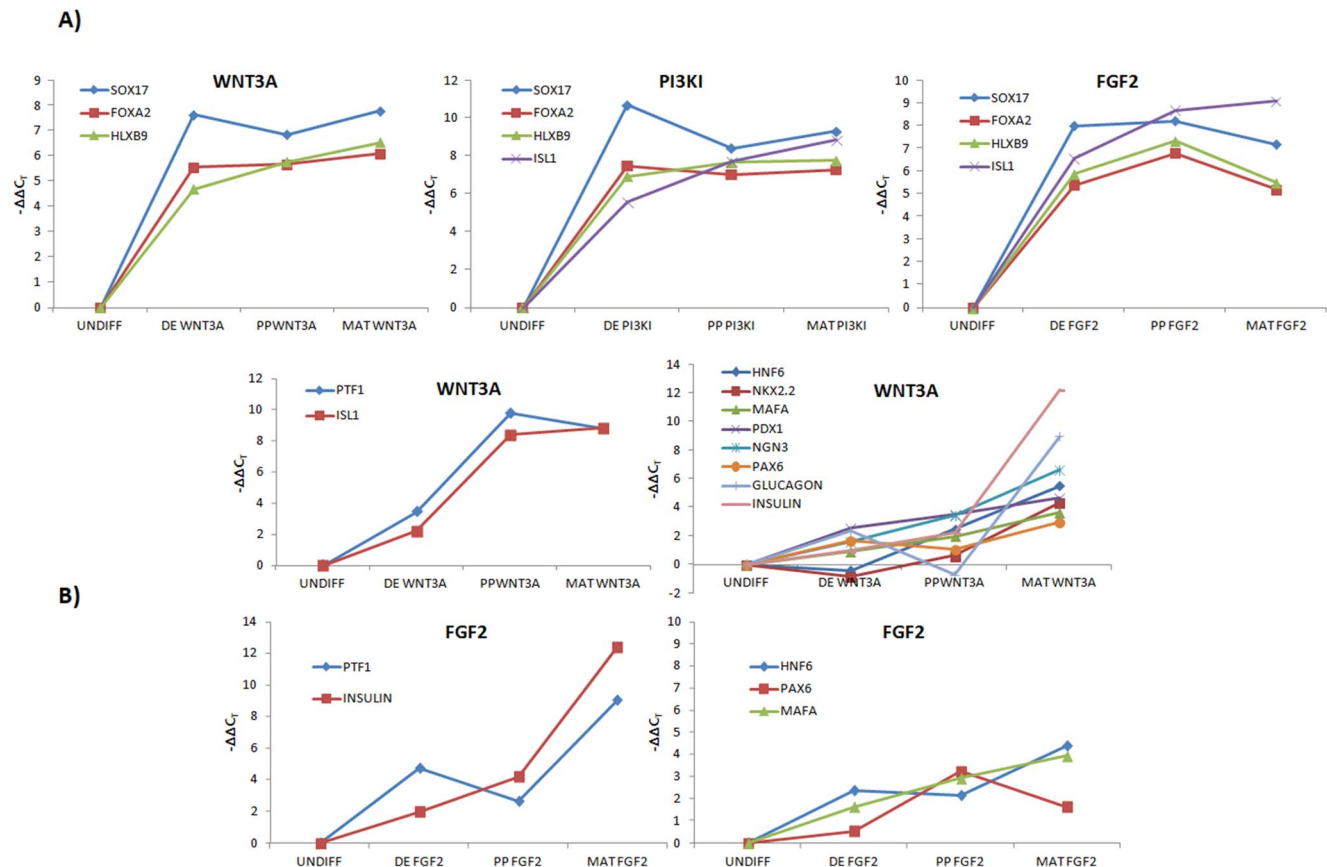 A)
WNT3A
9
8
7
6
5
4
3
2
1
0
-ΔΔCT
SOX17
FOXA2
HLXB9
UNDIFF DE WNT3A PPWNT3A MAT WNT3A
PI3KI
12
10
8
6
4
2
0
-ΔΔCT
SOX17
FOXA2
HLXB9
ISL1
UNDIFF DE PI3KI PP PI3KI MAT PI3KI
FGF2
10
9
8
7
6
5
4
3
2
1
0
-ΔΔCT
SOX17
FOXA2
HLXB9
ISL1
UNDIFF DE FGF2 PP FGF2 MAT FGF2
WNT3A
12
10
8
6
4
2
0
-ΔΔCT
PTF1
ISL1
UNDIFF DE WNT3A PPWNT3A MAT WNT3A
WNT3A
14
12
10
8
6
4
2
0
-2
-ΔΔCT
HNF6
NKX2.2
MAFA
PDX1
NGN3
PAX6
GLUCAGON
INSULIN
UNDIFF DE WNT3A PPWNT3A MAT WNT3A
B)
FGF2
14
12
10
8
6
4
2
0
-ΔΔCT
PTF1
INSULIN
UNDIFF DE FGF2 PP FGF2 MAT FGF2
FGF2
10
9
8
7
6
5
4
3
2
1
0
-ΔΔCT
HNF6
PAX6
MAFA
UNDIFF DE FGF2 PP FGF2 MAT FGF2